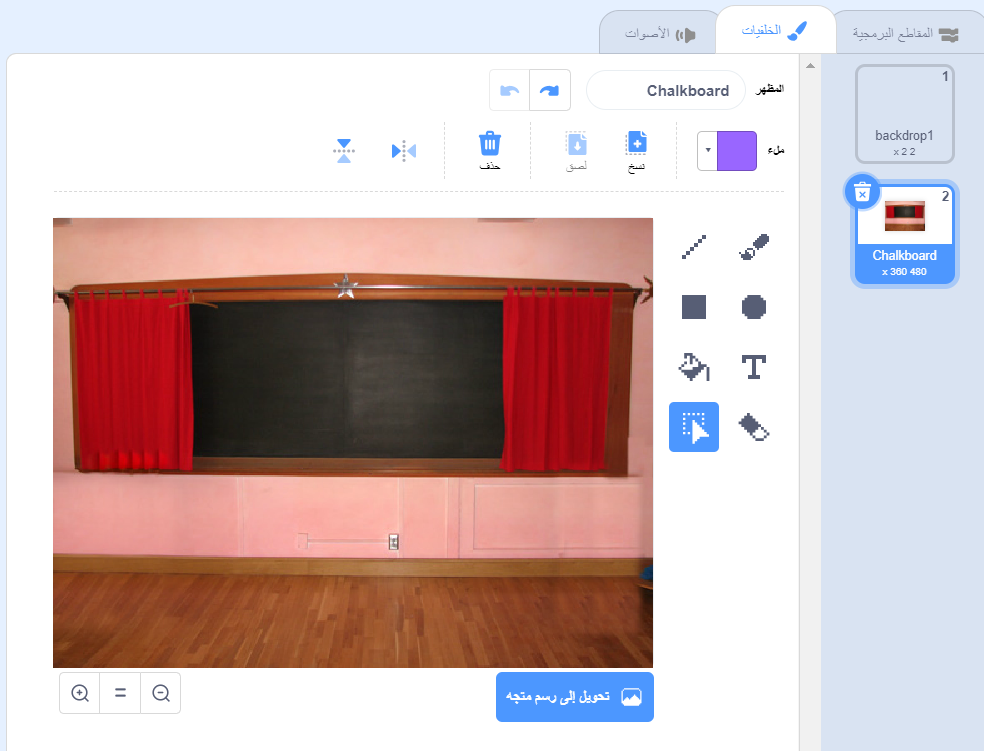 المقاطع البرمجية
الخلفيات
الأصوات
المظهر
Chalkboard
ملء
نسخ
لصق
حذف
1
backdrop1
2 x 2
2
Chalkboard
480 x 360
تحويل إلى رسم متجه